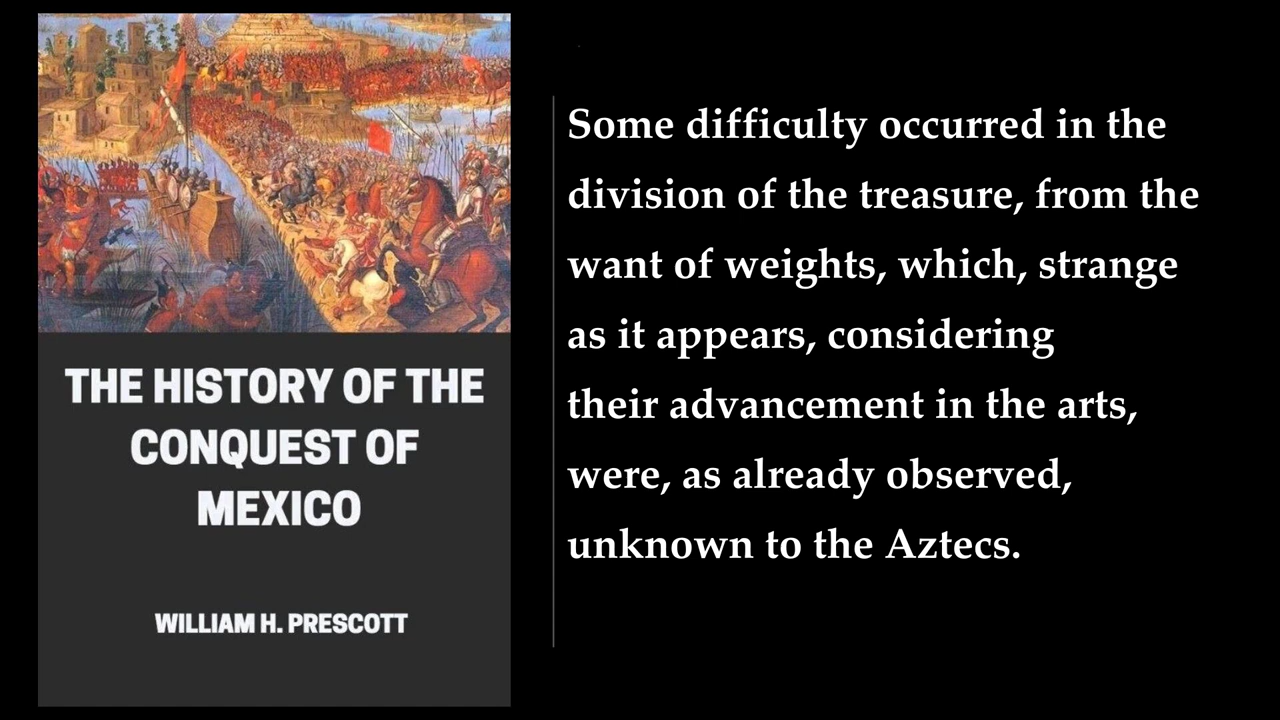 THE HISTORY OF THE
CONQUEST OF
MEXICO
WILLIAM H. PRESCOTT
Some difficulty occurred in the
division of the treasure, from the
want of weights, which, strange
as it appears, considering
their advancement in the arts,
were, as already observed,
unknown to the Aztecs.